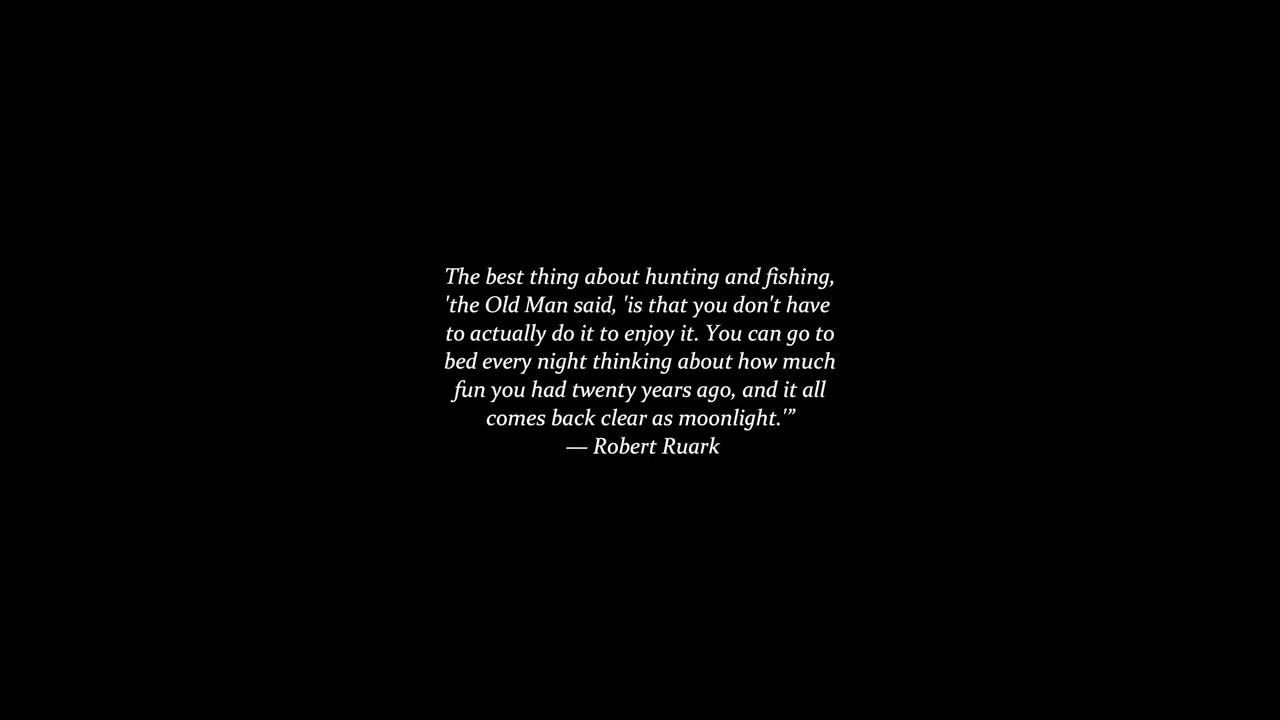 The best thing about hunting and fishing,
'the Old Man said, 'is that you don't have
to actually do it to enjoy it. You can go to
bed every night thinking about how much
fun you had twenty years ago, and it all
comes back clear as moonlight.'”
— Robert Ruark